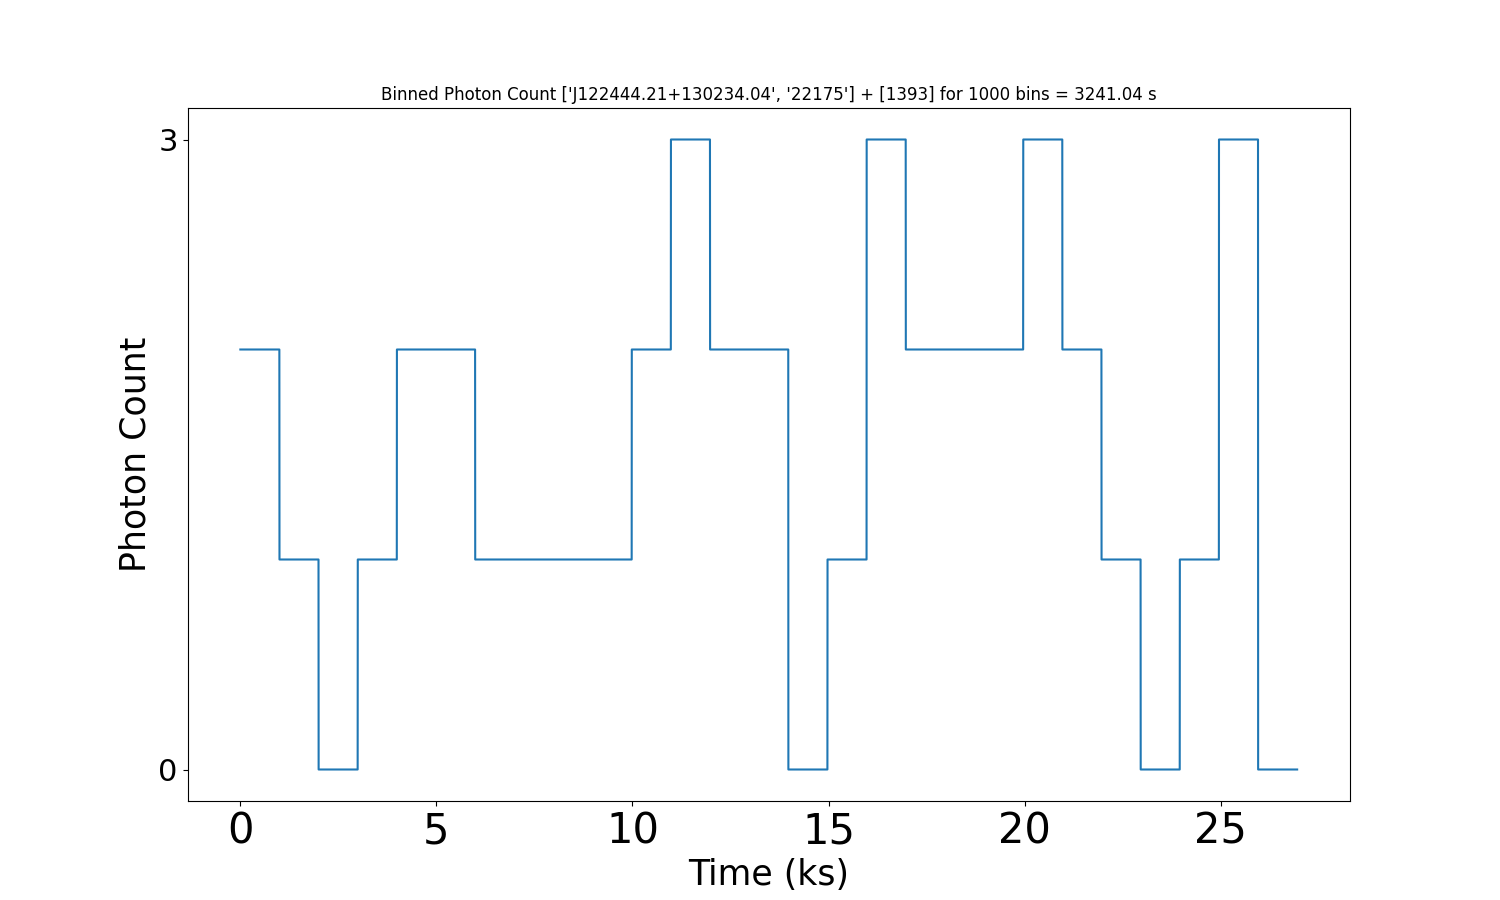 Binned Photon Count ['J122444.21+130234.04', '22175'] + [1393] for 1000 bins = 3241.04 s
3
Photon Count
0
0 5 10 15 20 25
Time (ks)